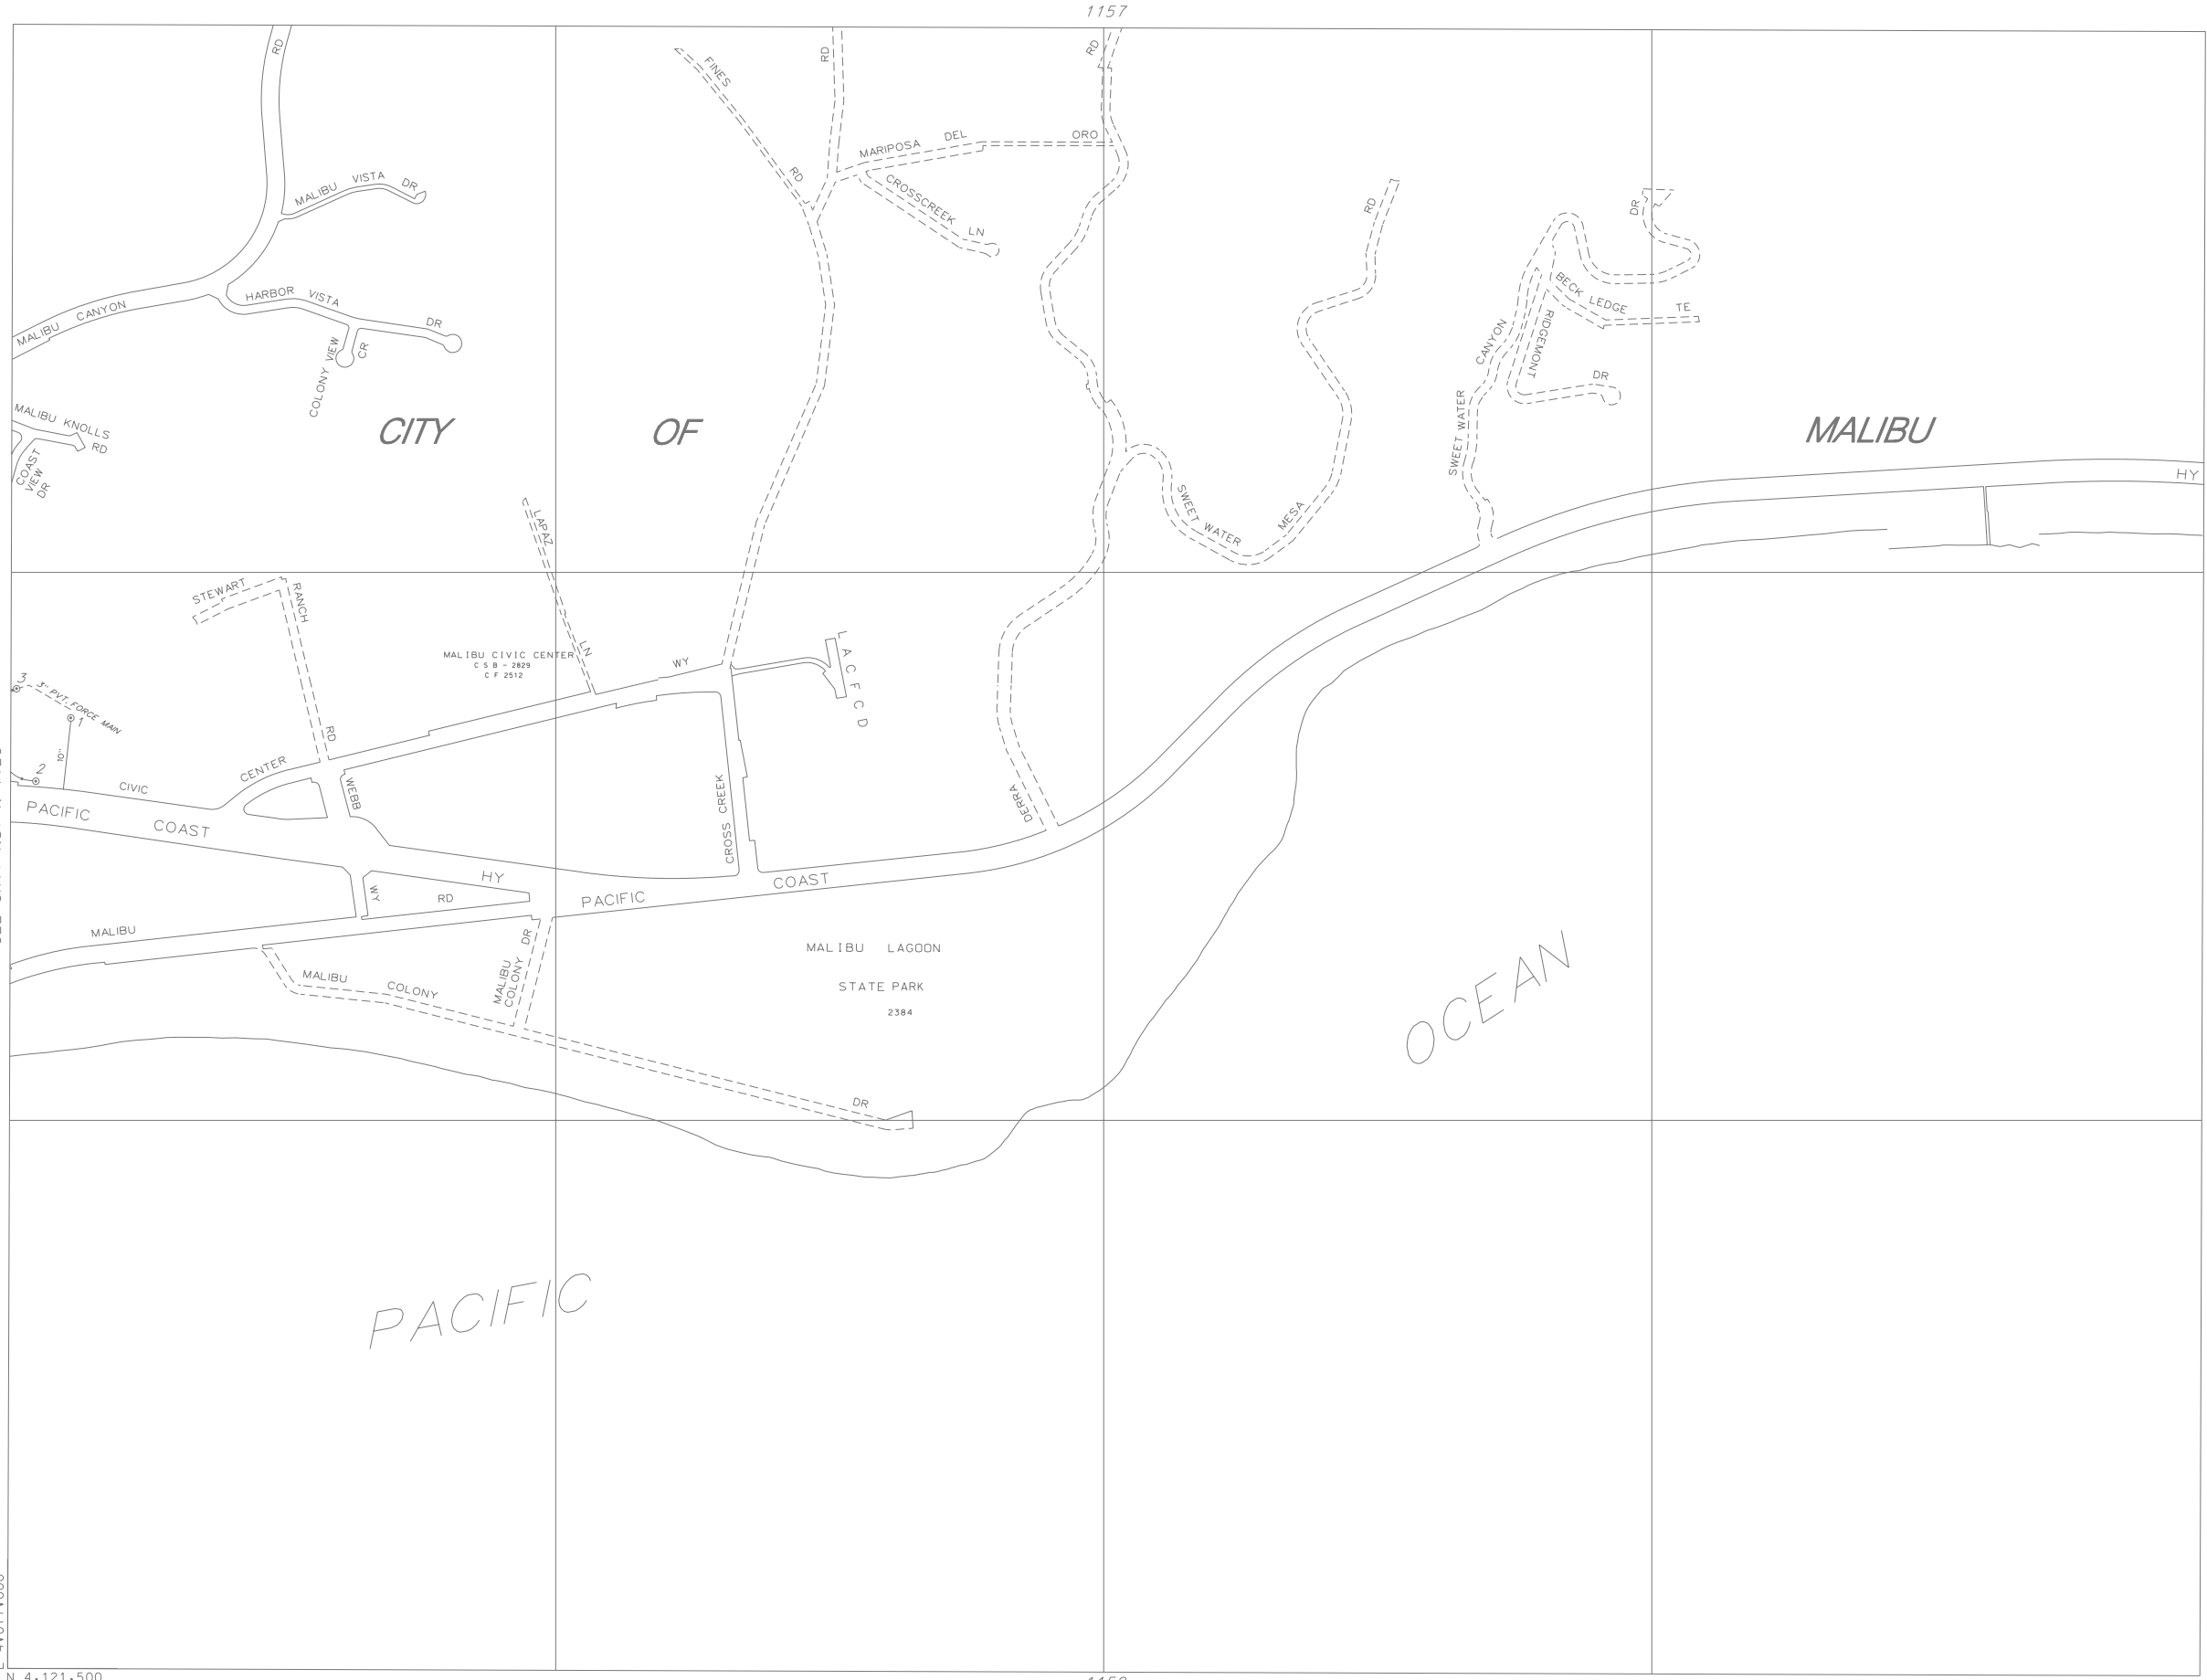 1157
RD
FINES
RD
RD
RD
MARIPOSA DEL ORO
CROSSCREEK LN
MALIBU VISTA DR
RD
DR
MALIBU CANYON
HARBOR VISTA DR
COLONY VIEW CR
BECK LEDGE TE
RIDGEMONT DR
SWEET WATER CANYON
MALIBU KNOLLS RD
COAST
VIEW
DR
CITY OF MALIBU
HY
LAPAZ LN
SWEET WATER MESA
STEWART RANCH RD
MALIBU CIVIC CENTER
C S B - 2829
C F 2512
WY
L A C F C D
3
3" PVT. FORCE MAIN
1
10"
2
CIVIC CENTER
WEBB WY
CROSS CREEK
DERRA
PACIFIC COAST HY
PACIFIC COAST
MALIBU RD
MALIBU LAGOON
STATE PARK
2384
MALIBU COLONY DR
MALIBU
COLONY DR
PACIFIC OCEAN
N 4,121,500